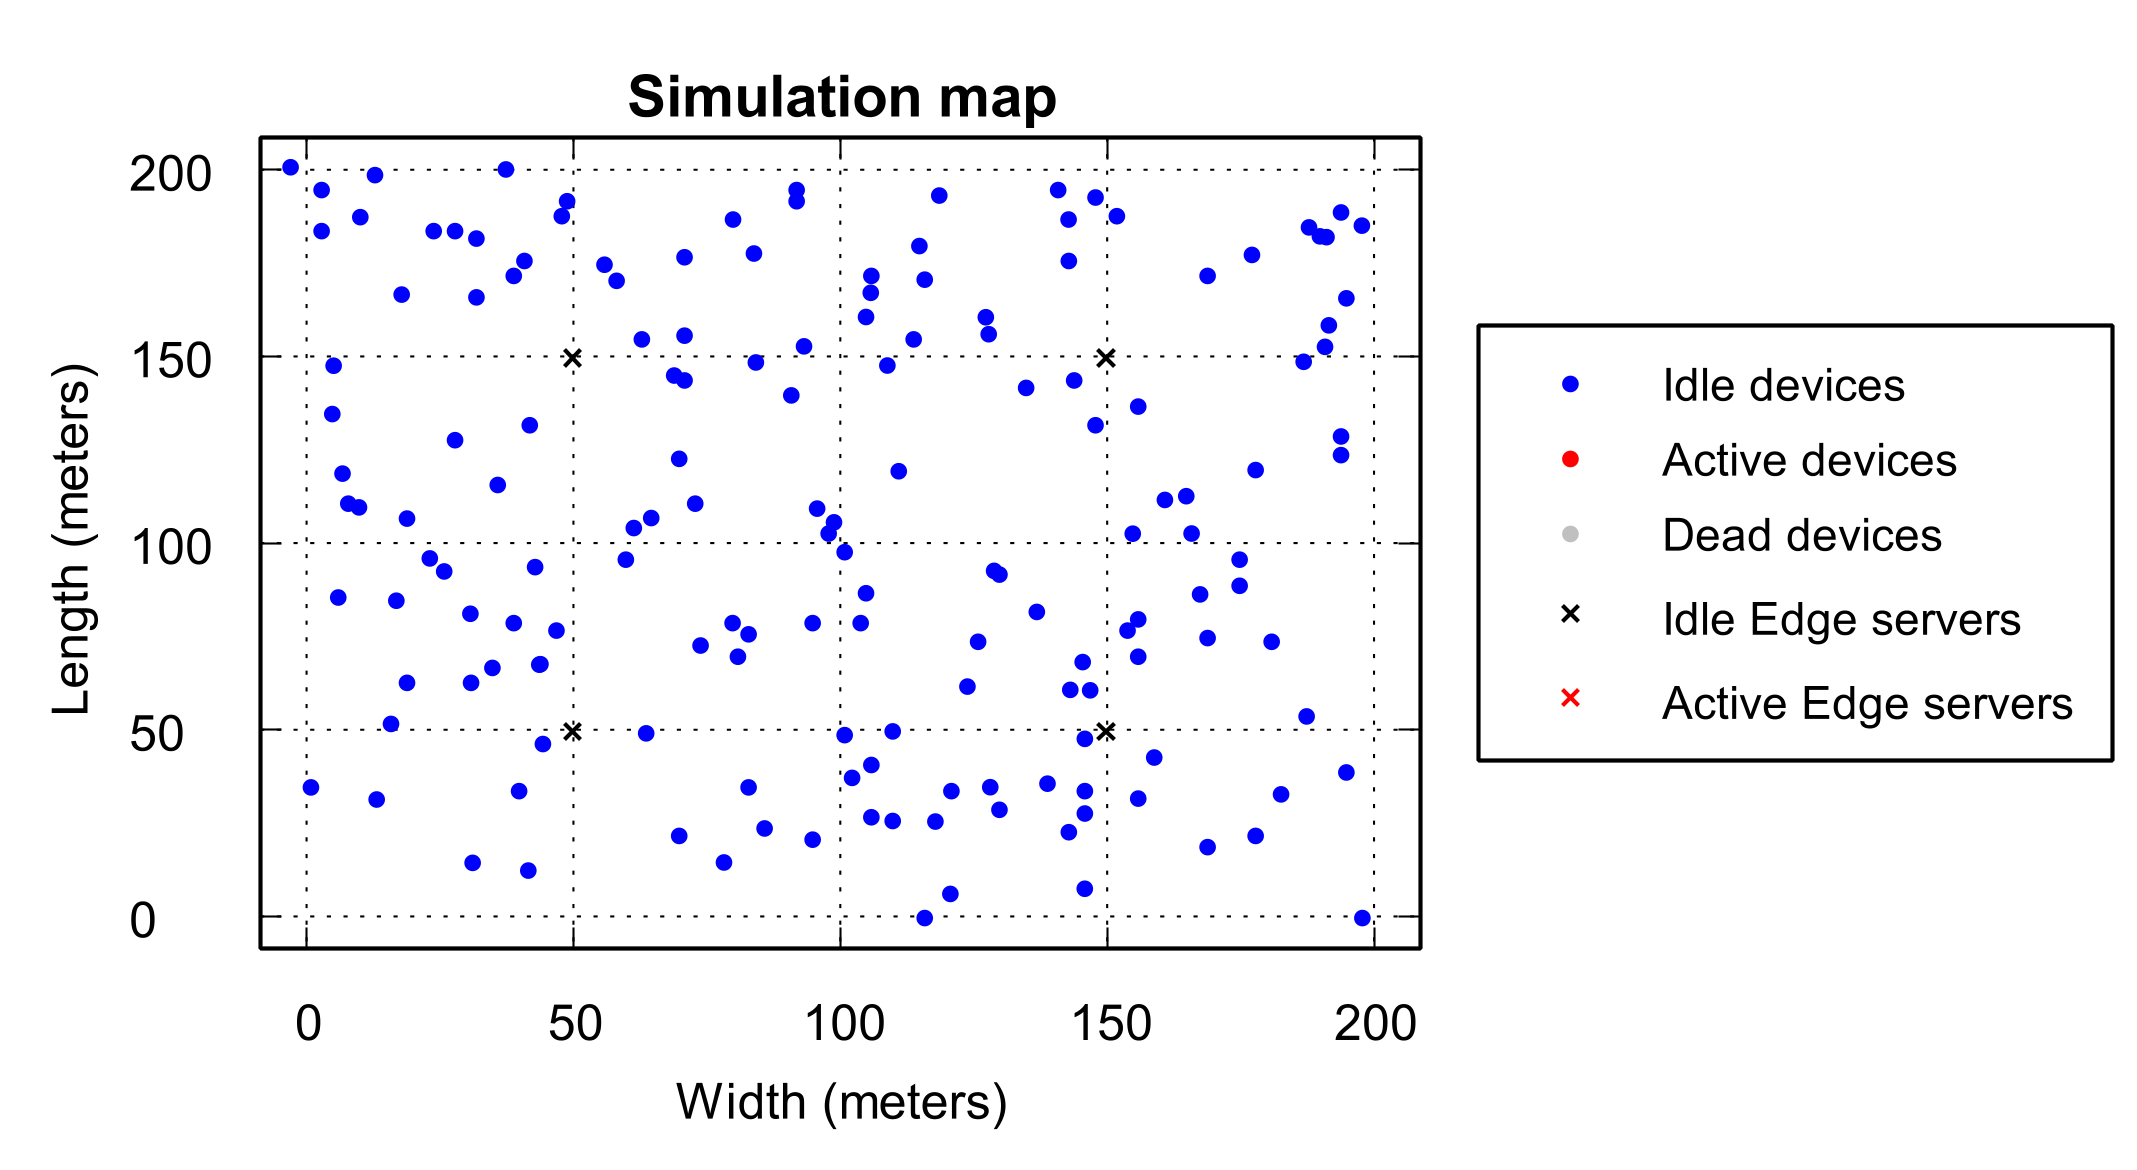 Simulation map
200
150
100
50
0
Length (meters)
0 50 100 150 200
Width (meters)
Idle devices
Active devices
Dead devices
Idle Edge servers
Active Edge servers